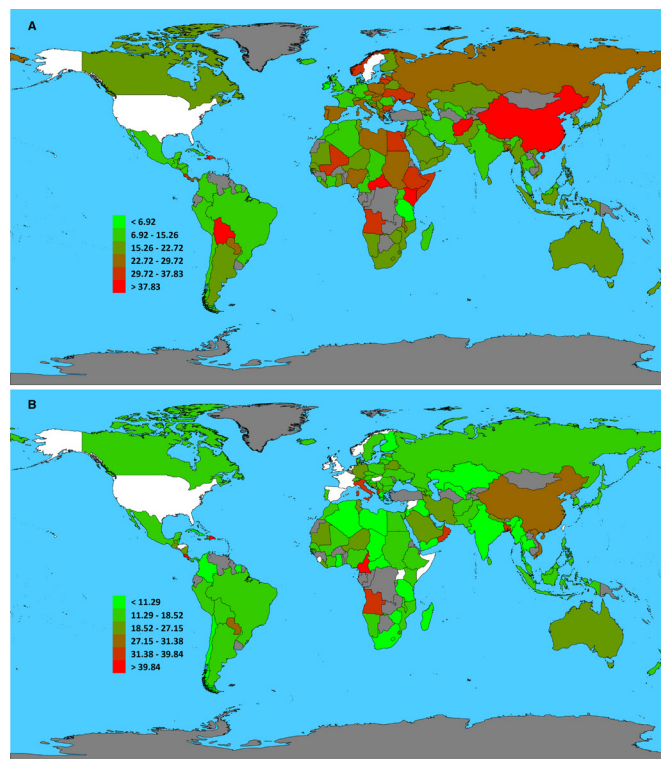 A
< 6.92
6.92 - 15.26
15.26 - 22.72
22.72 - 29.72
29.72 - 37.83
> 37.83
B
< 11.29
11.29 - 18.52
18.52 - 27.15
27.15 - 31.38
31.38 - 39.84
> 39.84